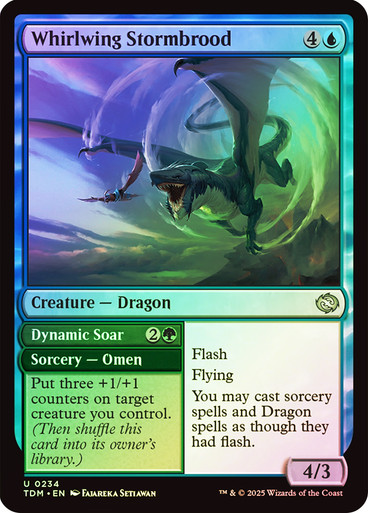 Whirlwing Stormbrood 4
Creature — Dragon
Dynamic Soar 2
Sorcery — Omen
Put three +1/+1
counters on target
creature you control.
(Then shuffle this
card into its owner's
library.)
Flash
Flying
You may cast sorcery
spells and Dragon
spells as though they
had flash.
4/3
U 0234
TDM • EN Fajareka Setiawan
™ & © 2025 Wizards of the Coast